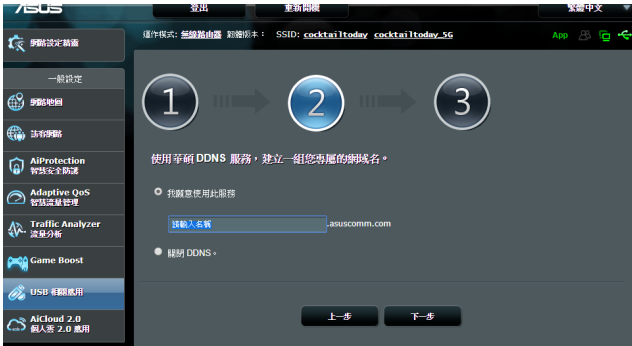 ASUS
登出
重新開機
繁體中文
網路設定精靈
運作模式: 無線路由器 韌體版本: SSID: cocktailtoday cocktailtoday_5G
App
一般設定
網路地圖
訪客網路
AiProtection
智慧安全防護
Adaptive QoS
智慧流量管理
Traffic Analyzer
流量分析
Game Boost
USB 相關應用
AiCloud 2.0
個人雲 2.0 應用
1
2
3
使用華碩 DDNS 服務，建立一組您專屬的網域名。
我願意使用此服務
請輸入名稱
.asuscomm.com
關閉 DDNS。
上一步
下一步